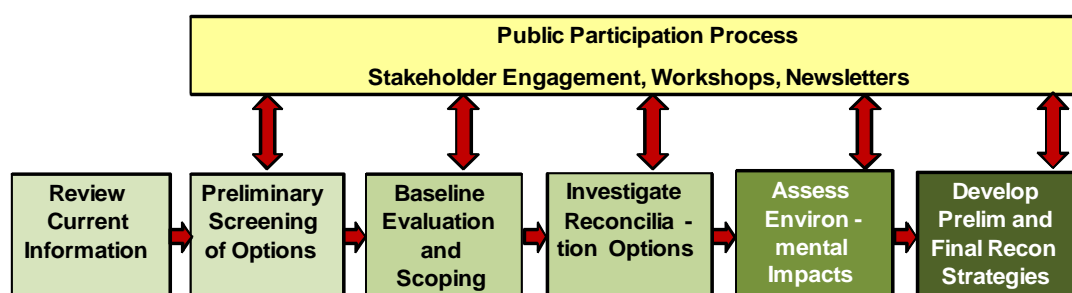 Public Participation Process
Stakeholder Engagement, Workshops, Newsletters
Review
Current
Information
Preliminary
Screening
of Options
Baseline
Evaluation
and
Scoping
Investigate
Reconcilia -
tion Options
Assess
Environ -
mental
Impacts
Develop
Prelim and
Final Recon
Strategies